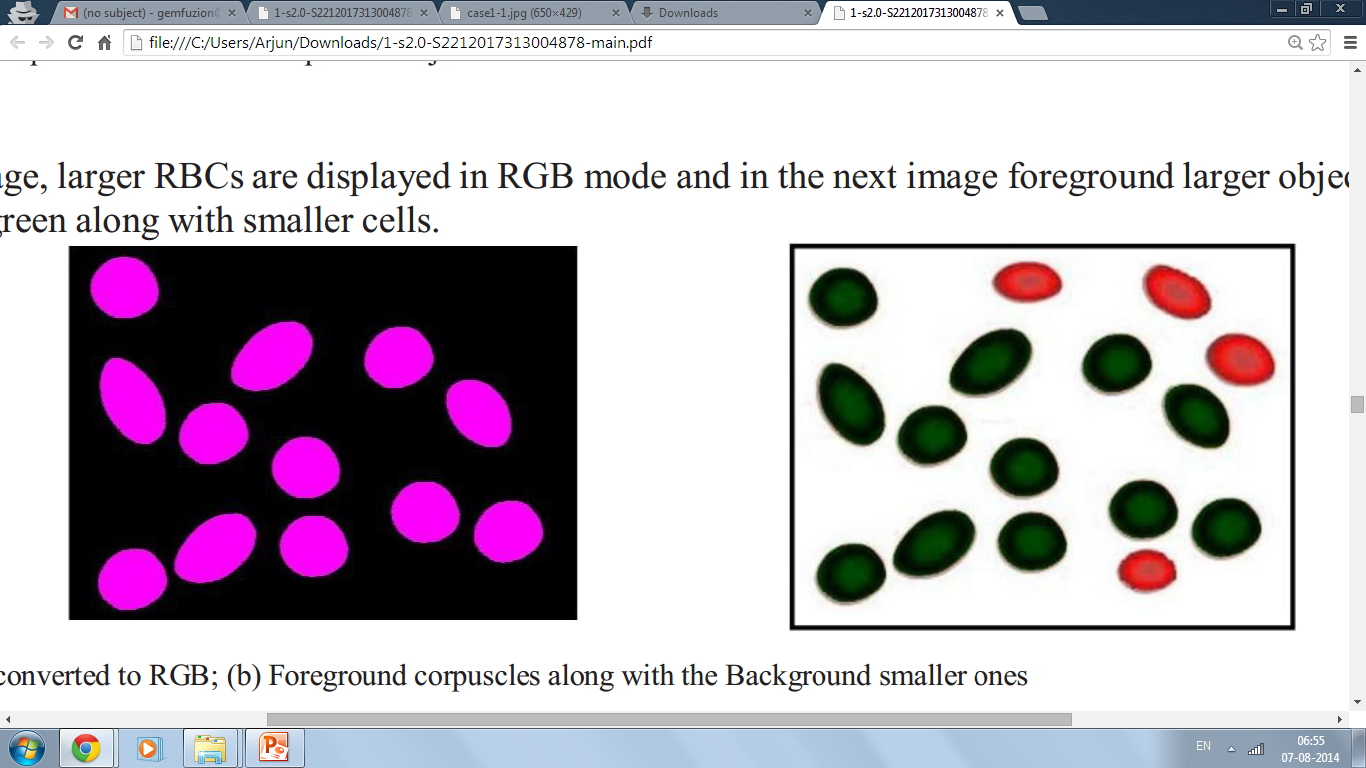 (no subject) - gemfuzion
1-s2.0-S2212017313004878
case1-1.jpg (650×429)
Downloads
1-s2.0-S2212017313004878
file:///C:/Users/Arjun/Downloads/1-s2.0-S2212017313004878-main.pdf
age, larger RBCs are displayed in RGB mode and in the next image foreground larger objec
green along with smaller cells.
converted to RGB; (b) Foreground corpuscles along with the Background smaller ones
EN
06:55
07-08-2014